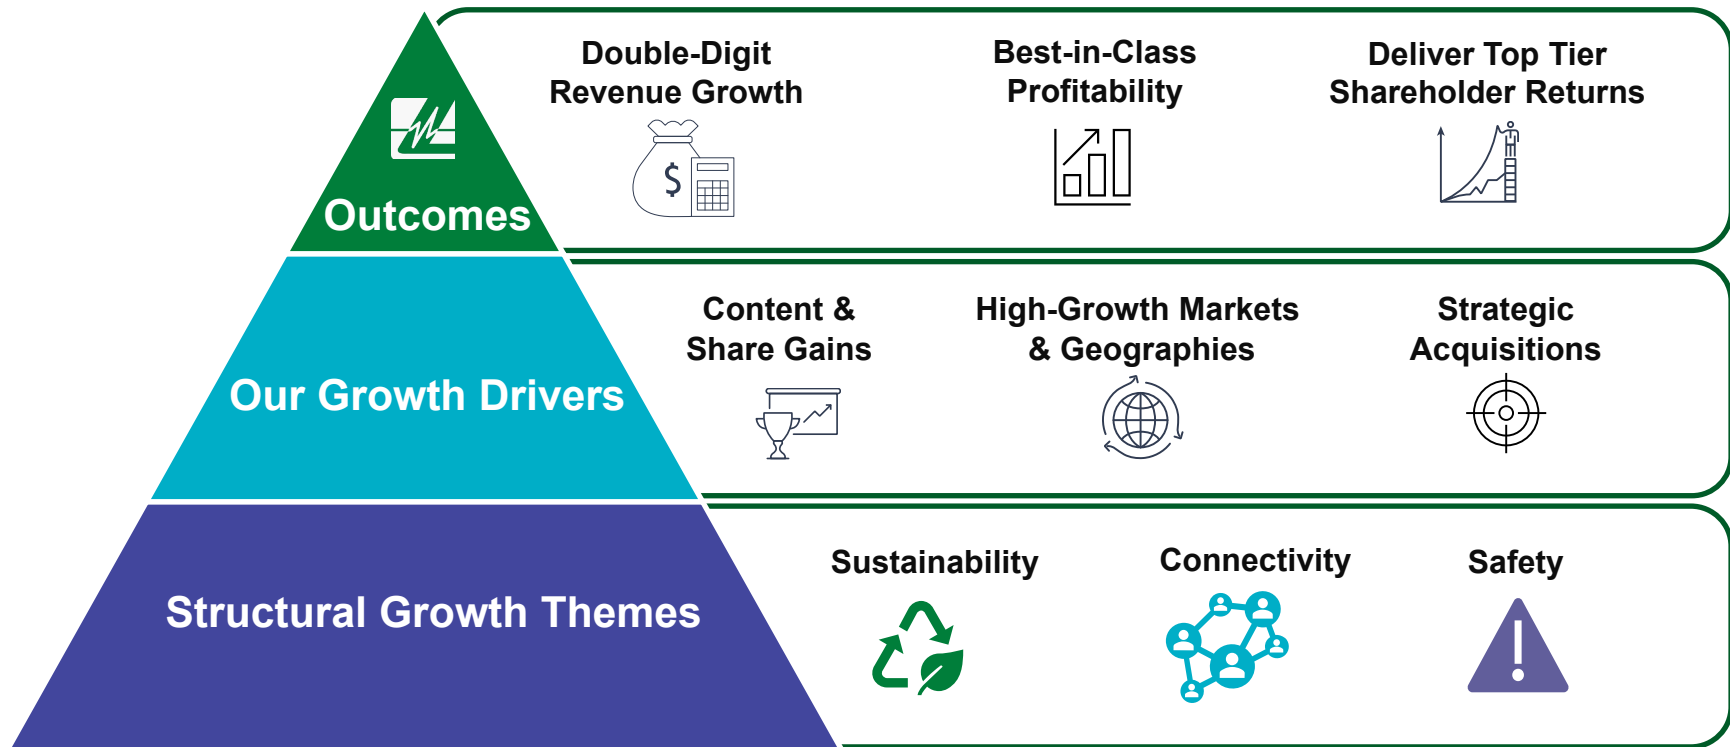 Double-Digit
Revenue Growth
Best-in-Class
Profitability
Deliver Top Tier
Shareholder Returns
$
Outcomes
Content &
Share Gains
High-Growth Markets
& Geographies
Strategic
Acquisitions
Our Growth Drivers
Sustainability
Connectivity
Safety
Structural Growth Themes